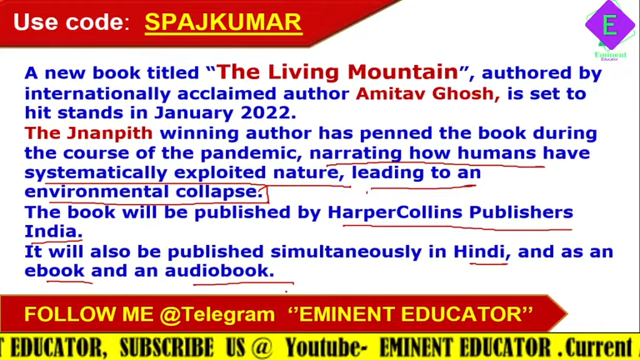 Use code: SPAJKUMAR
E
Eminent
Educator
A new book titled “The Living Mountain”, authored by
internationally acclaimed author Amitav Ghosh, is set to
hit stands in January 2022.
The Jnanpith winning author has penned the book during
the course of the pandemic, narrating how humans have
systematically exploited nature, leading to an
environmental collapse.
The book will be published by HarperCollins Publishers
India.
It will also be published simultaneously in Hindi, and as an
ebook and an audiobook.
FOLLOW ME @Telegram ‘‘EMINENT EDUCATOR’’
T EDUCATOR, SUBSCRIBE US @ Youtube- EMINENT EDUCATOR .Current